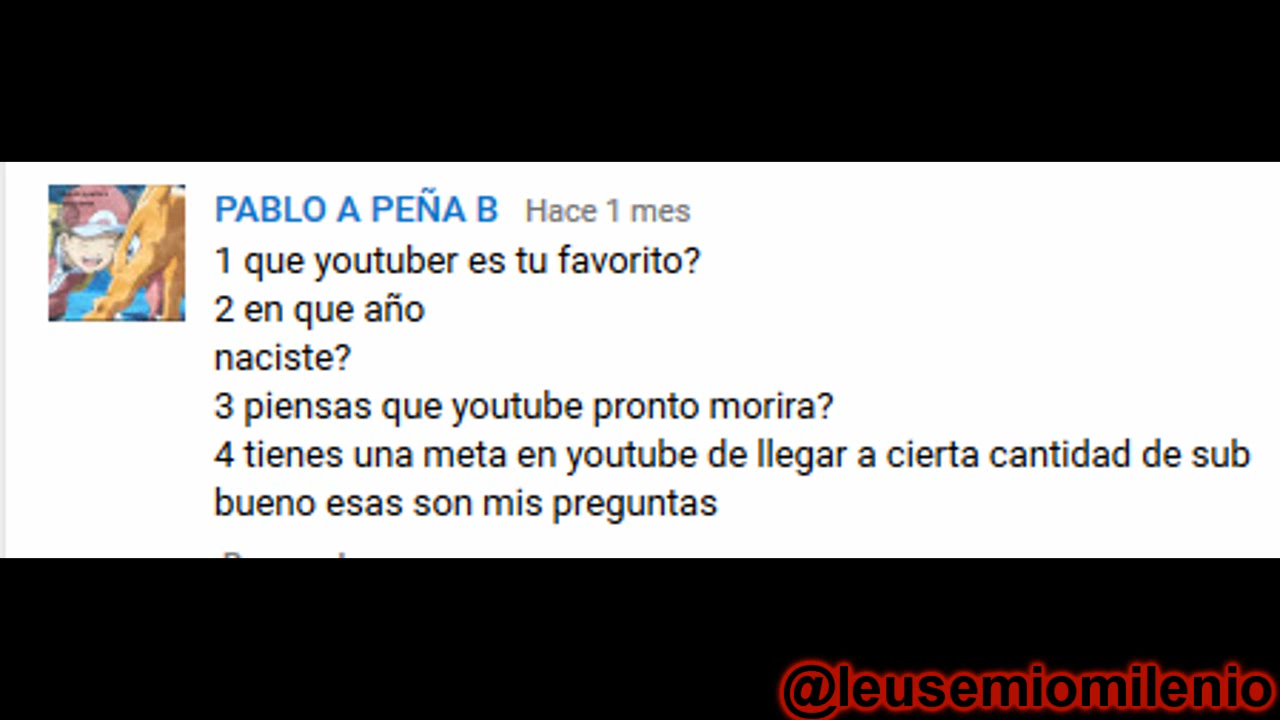 PABLO A PEÑA B Hace 1 mes
1 que youtuber es tu favorito?
2 en que año
naciste?
3 piensas que youtube pronto morira?
4 tienes una meta en youtube de llegar a cierta cantidad de sub
bueno esas son mis preguntas
@leusemiomilenio